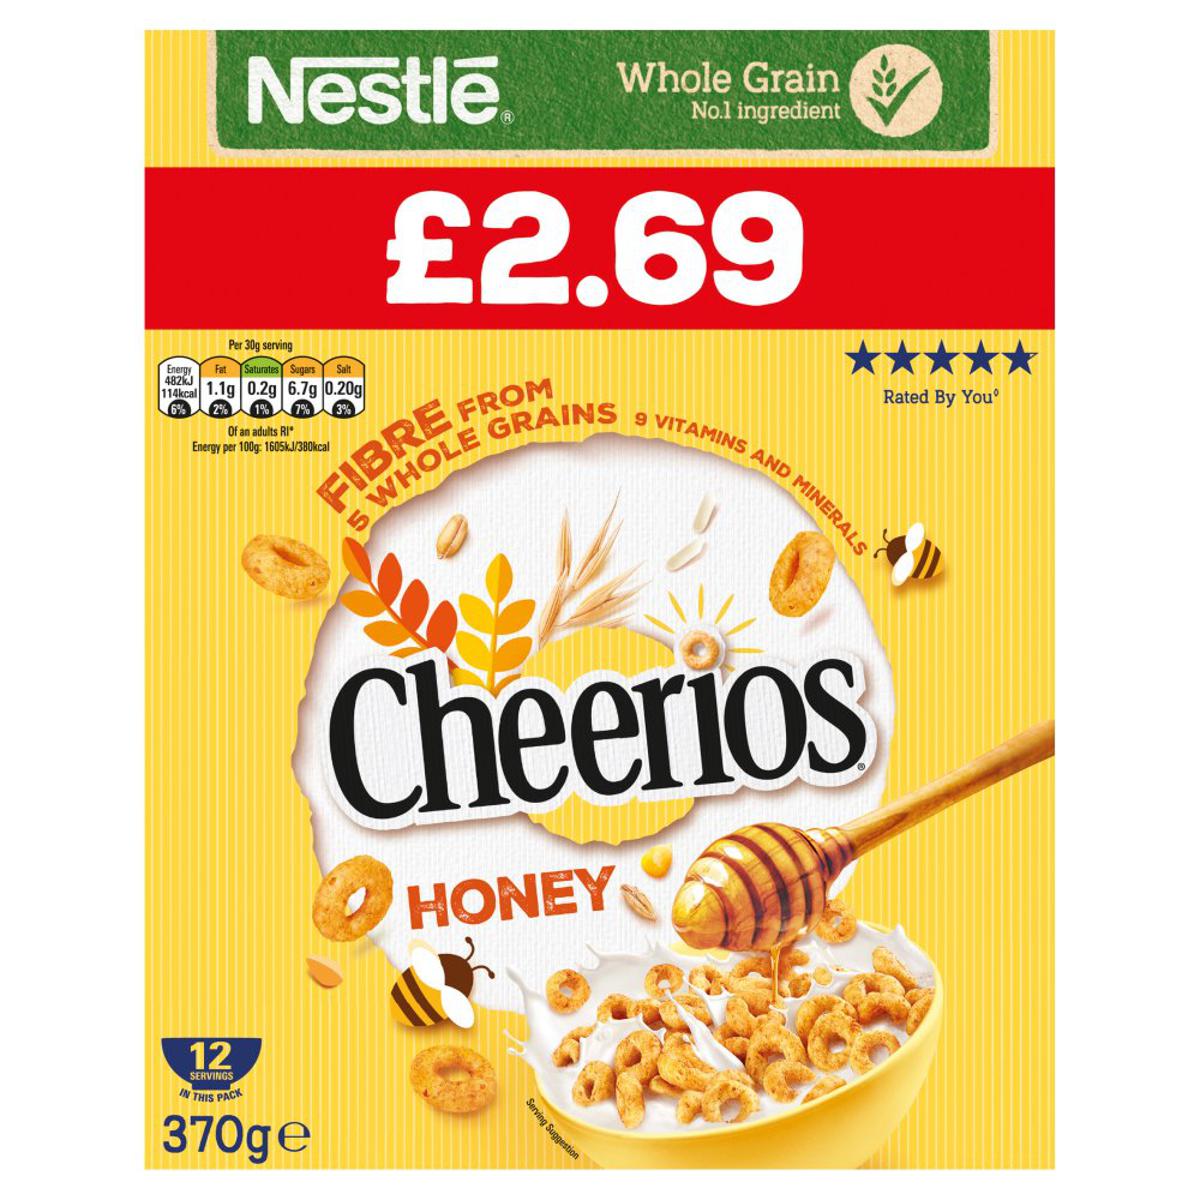 Nestlé®
Whole Grain
No.1 ingredient
£2.69
Per 30g serving
Energy
482kJ
114kcal
6%
Fat
1.1g
2%
Saturates
0.2g
1%
Sugars
6.7g
7%
Salt
0.20g
3%
Of an adults RI*
Energy per 100g: 1605kJ/380kcal
Rated By You◊
FIBRE FROM
5 WHOLE GRAINS
9 VITAMINS AND MINERALS
Cheerios®
HONEY
12
SERVINGS
IN THIS PACK
370g e
Serving Suggestion